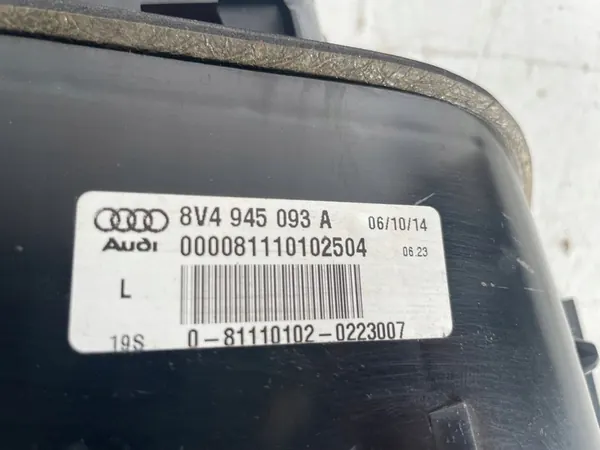 8V4 945 093 A 06/10/14
Audi 000081110102504 06:23
L
19S 0-81110102-0223007